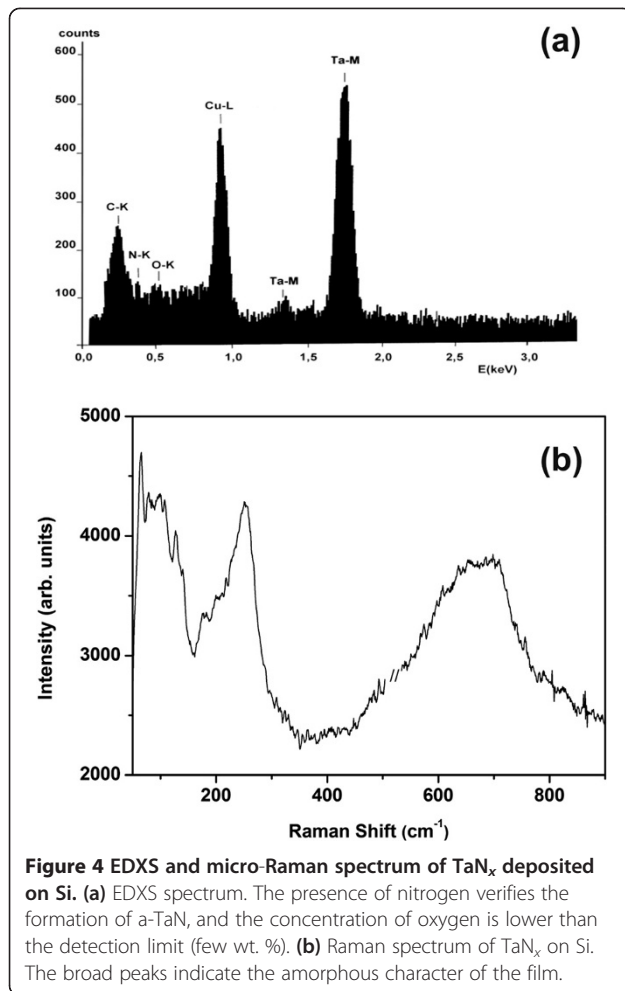 counts
(a)
600
500
400
300
200
100
Ta-M
Cu-L
C-K
N-K
O-K
Ta-M
0,0 0,5 1,0 1,5 2,0 2,5 3,0
E(keV)
5000
4000
3000
2000
(b)
Intensity (arb. units)
200 400 600 800
Raman Shift (cm⁻¹)
Figure 4 EDXS and micro-Raman spectrum of TaNₓ deposited
on Si. (a) EDXS spectrum. The presence of nitrogen verifies the
formation of a-TaN, and the concentration of oxygen is lower than
the detection limit (few wt. %). (b) Raman spectrum of TaNₓ on Si.
The broad peaks indicate the amorphous character of the film.